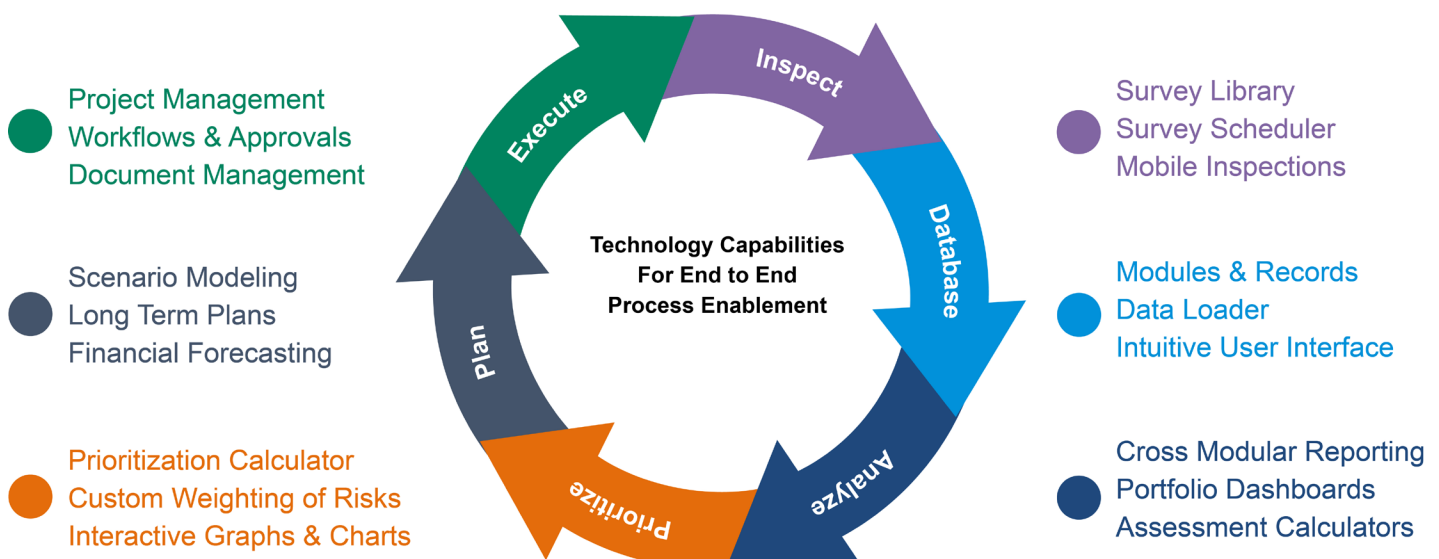 Project Management
Workflows & Approvals
Document Management
Scenario Modeling
Long Term Plans
Financial Forecasting
Prioritization Calculator
Custom Weighting of Risks
Interactive Graphs & Charts
Execute
Inspect
Database
Analyze
Prioritize
Plan
Technology Capabilities
For End to End
Process Enablement
Survey Library
Survey Scheduler
Mobile Inspections
Modules & Records
Data Loader
Intuitive User Interface
Cross Modular Reporting
Portfolio Dashboards
Assessment Calculators